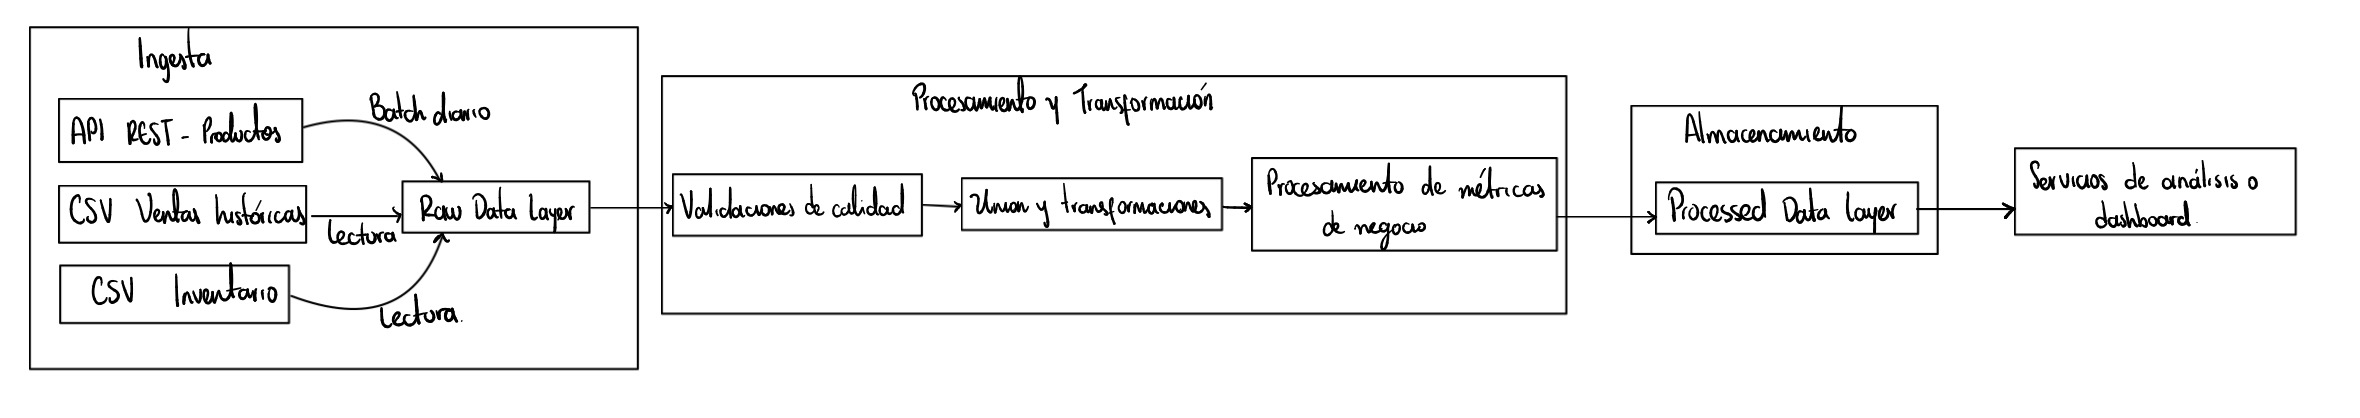 Ingesta
API REST - Productos
Batch diario
CSV Ventas históricas
Lectura
Raw Data Layer
CSV Inventario
Lectura.
Procesamiento y Transformación
Validaciones de calidad
Union y transformaciones
Procesamiento de métricas
de negocio
Almacenamiento
Processed Data Layer
Servicios de análisis o
dashboard.